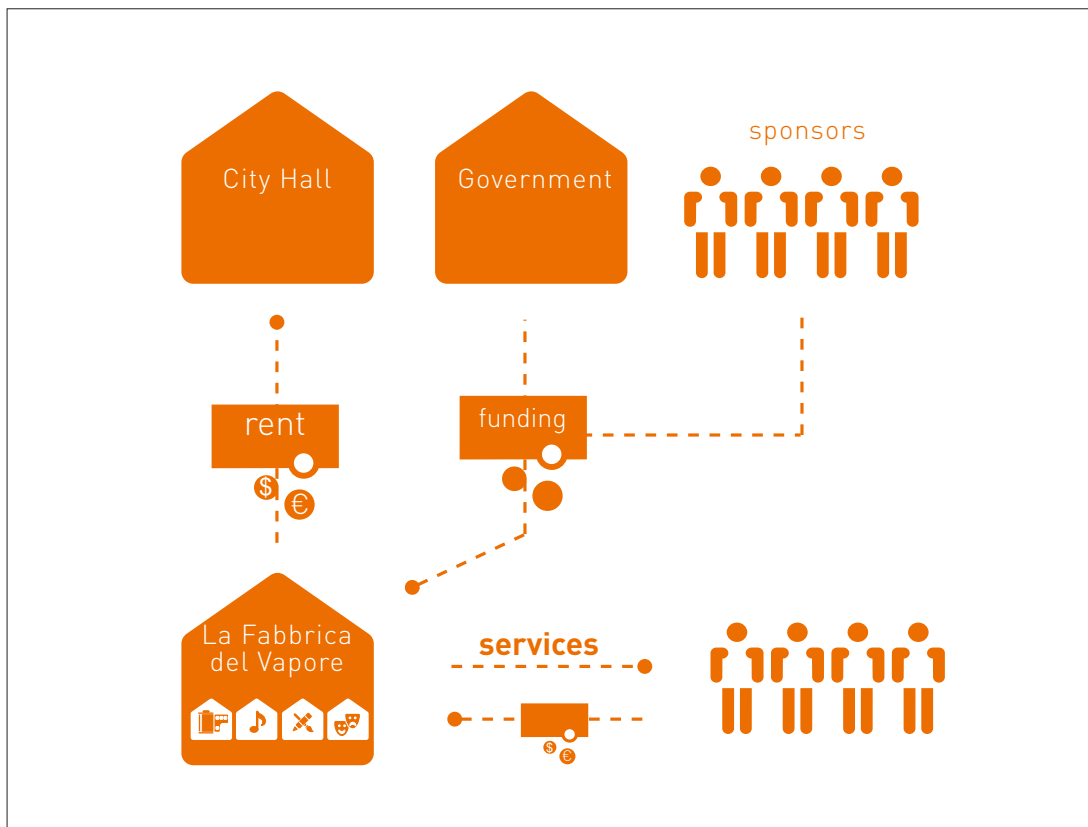 City Hall
Government
sponsors
rent
funding
$
€
La Fabbrica
del Vapore
services
$
€